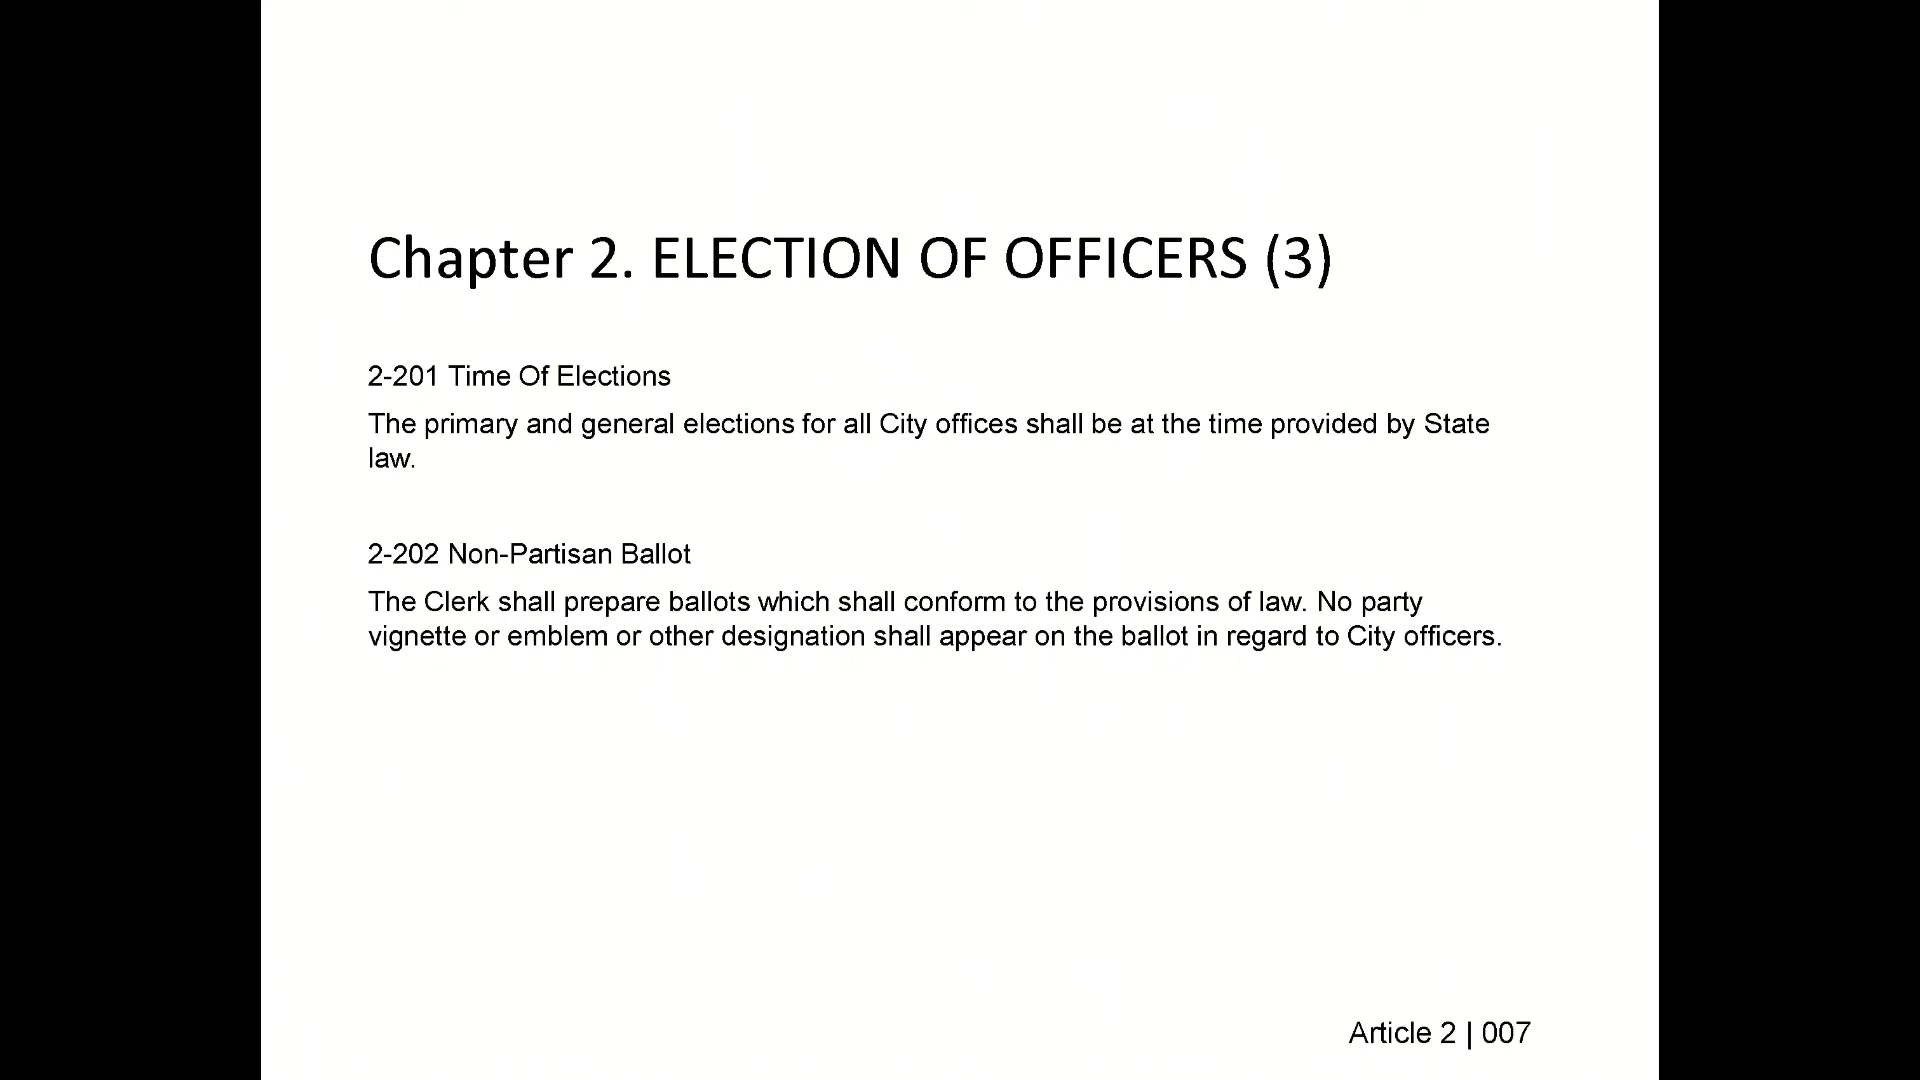 Chapter 2. ELECTION OF OFFICERS (3)
2-201 Time Of Elections
The primary and general elections for all City offices shall be at the time provided by State
law.
2-202 Non-Partisan Ballot
The Clerk shall prepare ballots which shall conform to the provisions of law. No party
vignette or emblem or other designation shall appear on the ballot in regard to City officers.
Article 2 | 007